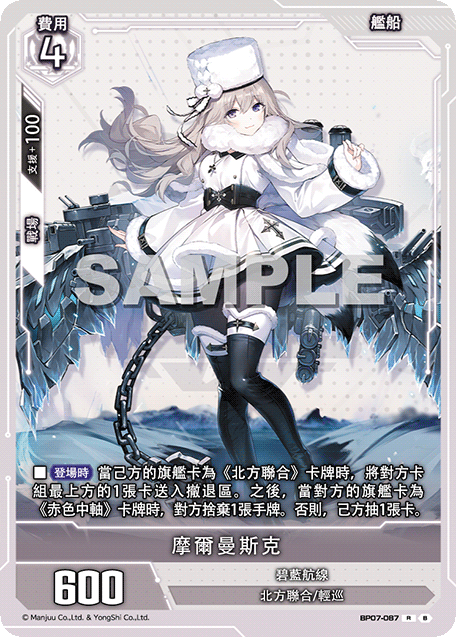 費用
4
艦船
支援+100
戰場
SAMPLE
■ 登場時 當己方的旗艦卡為《北方聯合》卡牌時，將對方卡
組最上方的1張卡送入撤退區。之後，當對方的旗艦卡為
《赤色中軸》卡牌時，對方捨棄1張手牌。否則，己方抽1張卡。
摩爾曼斯克
600
碧藍航線
北方聯合/輕巡
© Manjuu Co.,Ltd. & YongShi Co.,Ltd.
BP07-087 R B